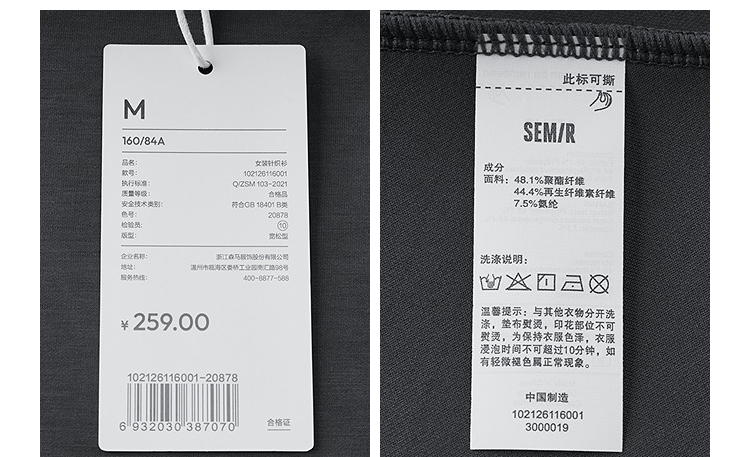 M
160/84A
品名: 女装针织衫
款号: 102126116001
执行标准: Q/ZSM 103-2021
质量等级: 合格品
安全技术类别: 符合GB 18401 B类
色号: 20878
检验员: 10
版型: 宽松型
企业名称: 浙江森马服饰股份有限公司
地址: 温州市瓯海区娄桥工业园南汇路98号
服务热线: 400-8877-588
¥ 259.00
102126116001-20878
6 932030 387070
合格证
此标可撕
SEM/R
成分
面料: 48.1%聚酯纤维
44.4%再生纤维素纤维
7.5%氨纶
洗涤说明:
温馨提示: 与其他衣物分开洗
涤, 垫布熨烫, 印花部位不可
熨烫, 为保持衣服色泽, 衣服
浸泡时间不可超过10分钟, 如
有轻微褪色属正常现象。
中国制造
102126116001
3000019